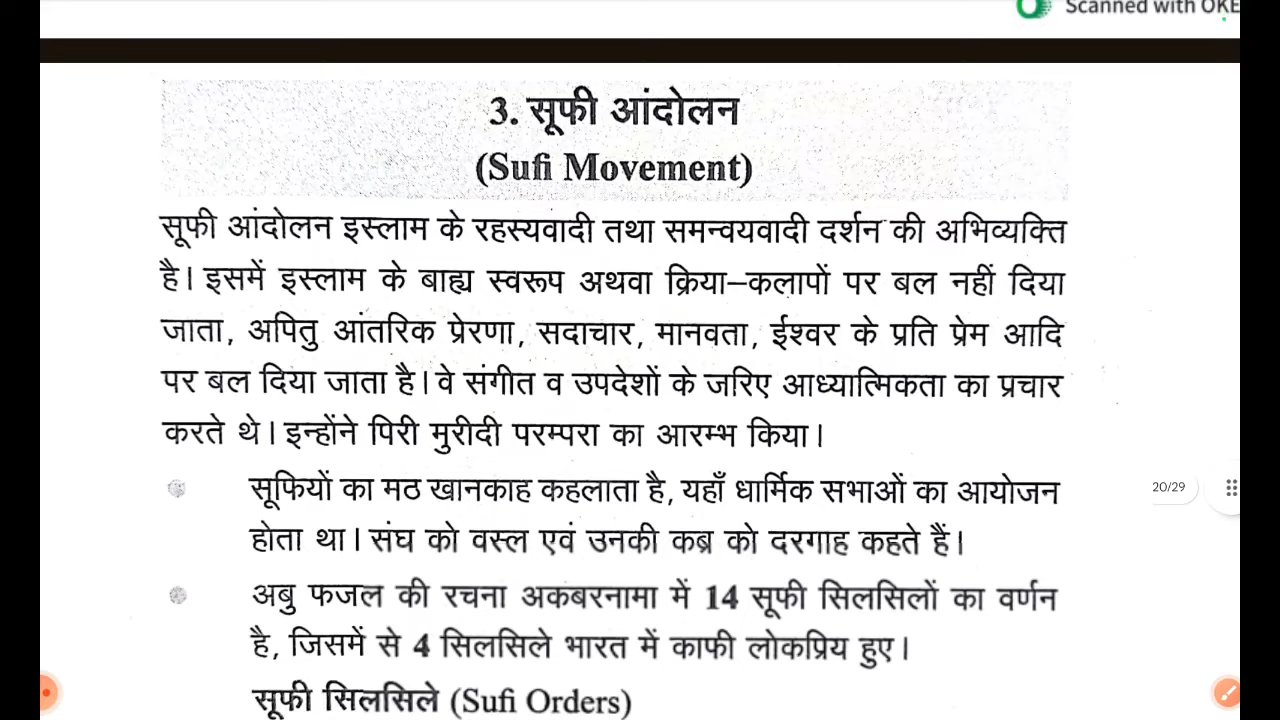 Scanned with OKE
3. सूफी आंदोलन
(Sufi Movement)
सूफी आंदोलन इस्लाम के रहस्यवादी तथा समन्वयवादी दर्शन की अभिव्यक्ति
है। इसमें इस्लाम के बाह्य स्वरूप अथवा क्रिया–कलापों पर बल नहीं दिया
जाता, अपितु आंतरिक प्रेरणा, सदाचार, मानवता, ईश्वर के प्रति प्रेम आदि
पर बल दिया जाता है। वे संगीत व उपदेशों के जरिए आध्यात्मिकता का प्रचार
करते थे। इन्होंने पिरी मुरीदी परम्परा का आरम्भ किया।
सूफियों का मठ खानकाह कहलाता है, यहाँ धार्मिक सभाओं का आयोजन
होता था। संघ को वस्ल एवं उनकी कब्र को दरगाह कहते हैं।
20/29
अबु फजल की रचना अकबरनामा में 14 सूफी सिलसिलों का वर्णन
है, जिसमें से 4 सिलसिले भारत में काफी लोकप्रिय हुए।
सूफी सिलसिले (Sufi Orders)